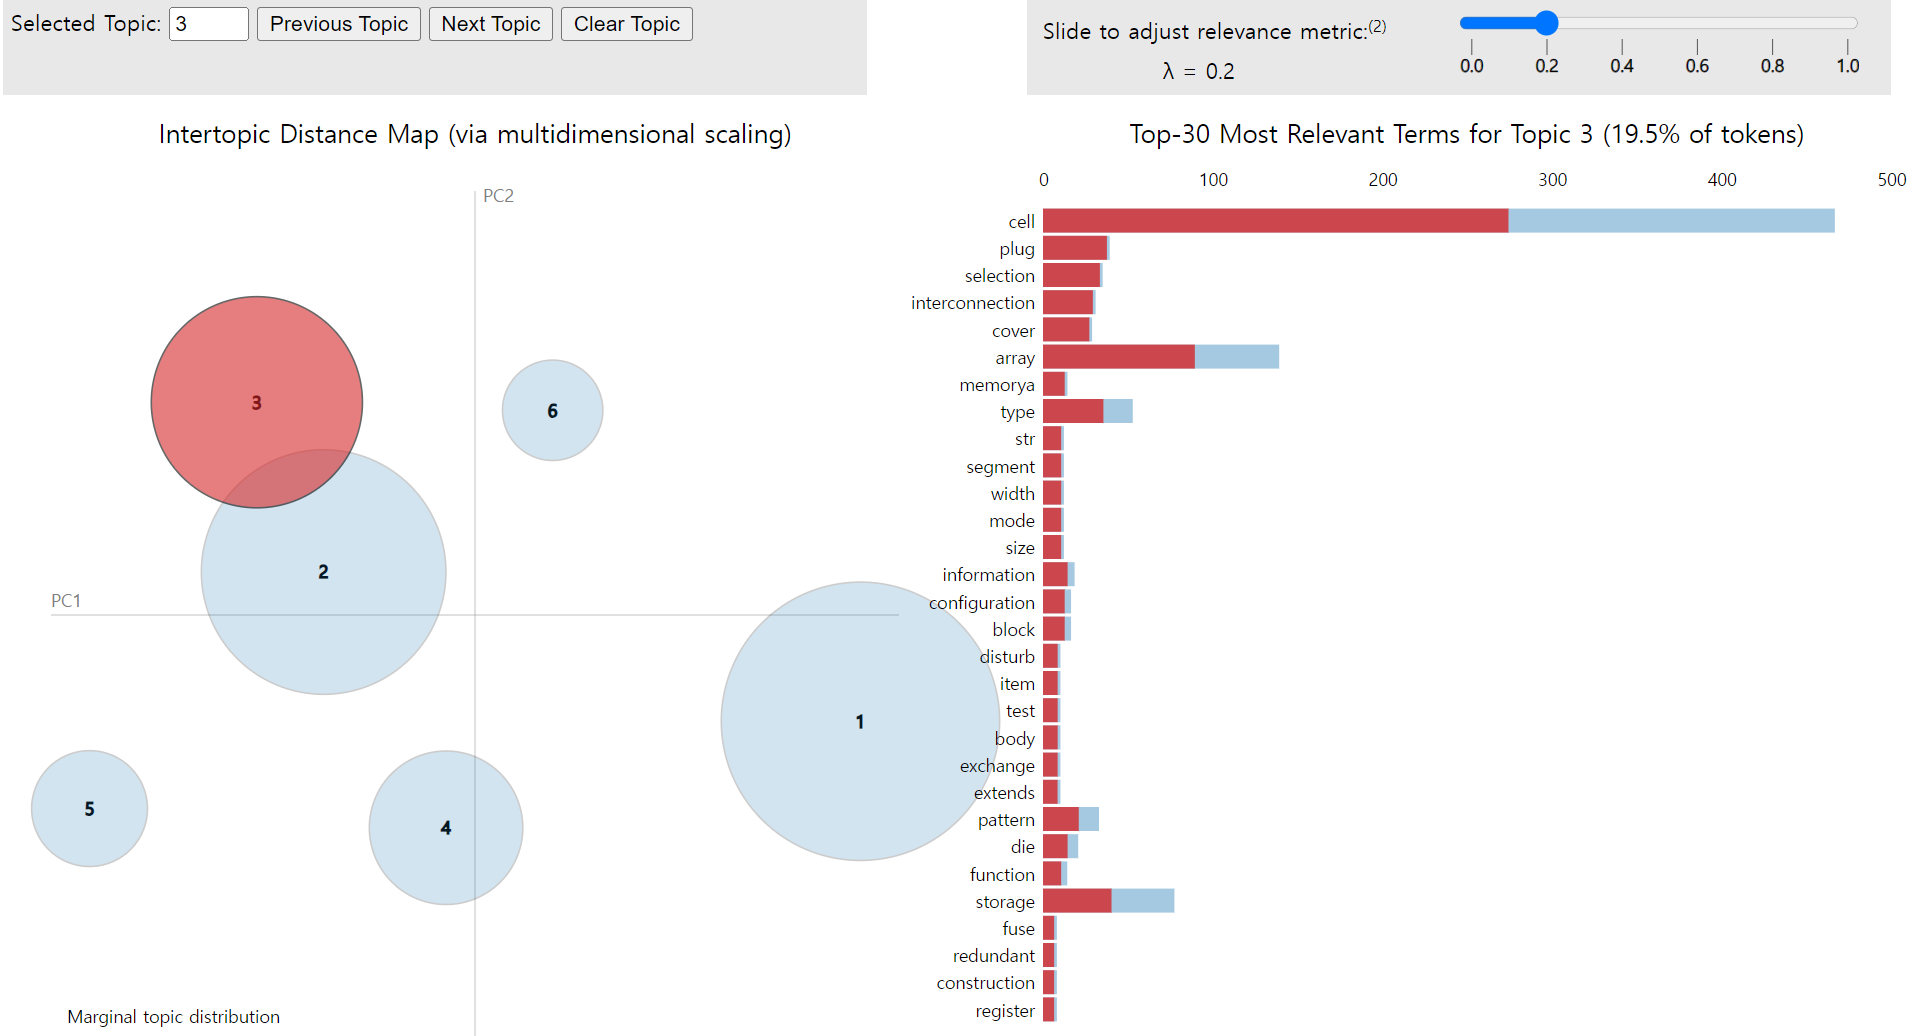 Selected Topic: 3 Previous Topic Next Topic Clear Topic
Slide to adjust relevance metric:(2)
λ = 0.2
0.0 0.2 0.4 0.6 0.8 1.0
Intertopic Distance Map (via multidimensional scaling)
PC2
PC1
3
6
2
1
5
4
Marginal topic distribution
Top-30 Most Relevant Terms for Topic 3 (19.5% of tokens)
0 100 200 300 400 500
cell
plug
selection
interconnection
cover
array
memorya
type
str
segment
width
mode
size
information
configuration
block
disturb
item
test
body
exchange
extends
pattern
die
function
storage
fuse
redundant
construction
register